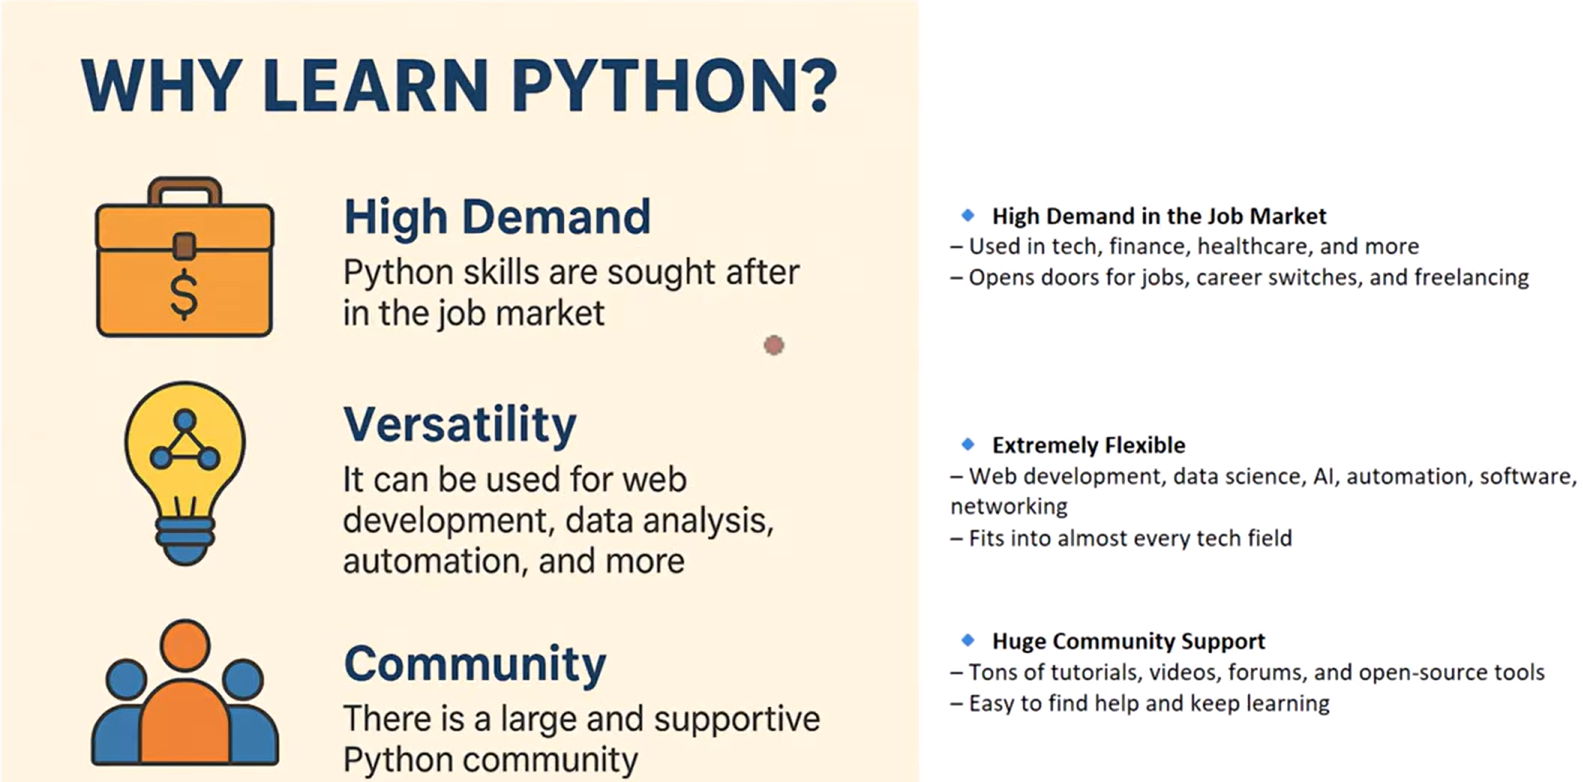 WHY LEARN PYTHON?
$
High Demand
Python skills are sought after
in the job market
Versatility
It can be used for web
development, data analysis,
automation, and more
Community
There is a large and supportive
Python community
High Demand in the Job Market
– Used in tech, finance, healthcare, and more
– Opens doors for jobs, career switches, and freelancing
Extremely Flexible
– Web development, data science, AI, automation, software,
networking
– Fits into almost every tech field
Huge Community Support
– Tons of tutorials, videos, forums, and open-source tools
– Easy to find help and keep learning